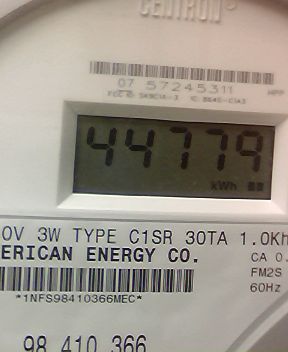 CENTRON
07 57245311
HPP
44779
kWh
0V 3W TYPE C1SR 30TA 1.0Kh
ERICAN ENERGY CO.
CA 0.
FM2S
*1NFS98410366MEC*
60Hz
98 410 366